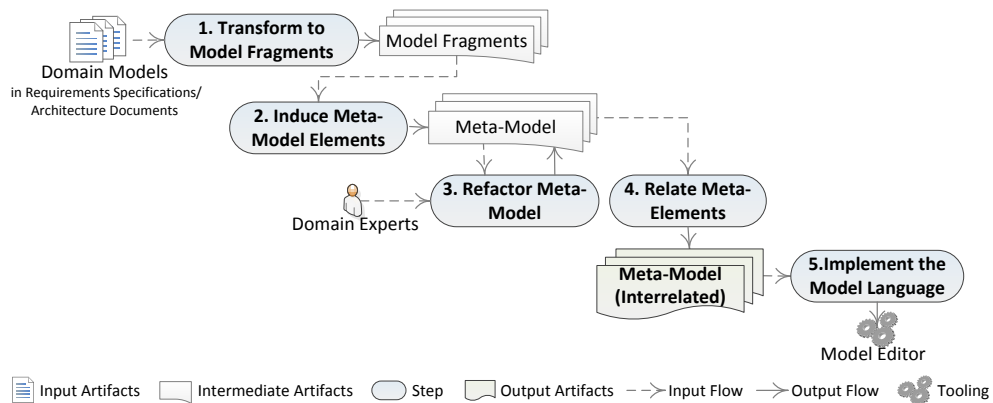 1. Transform to
Model Fragments
Model Fragments
Domain Models
in Requirements Specifications/
Architecture Documents
2. Induce Meta-
Model Elements
Meta-Model
3. Refactor Meta-
Model
4. Relate Meta-
Elements
Domain Experts
Meta-Model
(Interrelated)
5.Implement the
Model Language
Model Editor
Input Artifacts
Intermediate Artifacts
Step
Output Artifacts
Input Flow
Output Flow
Tooling